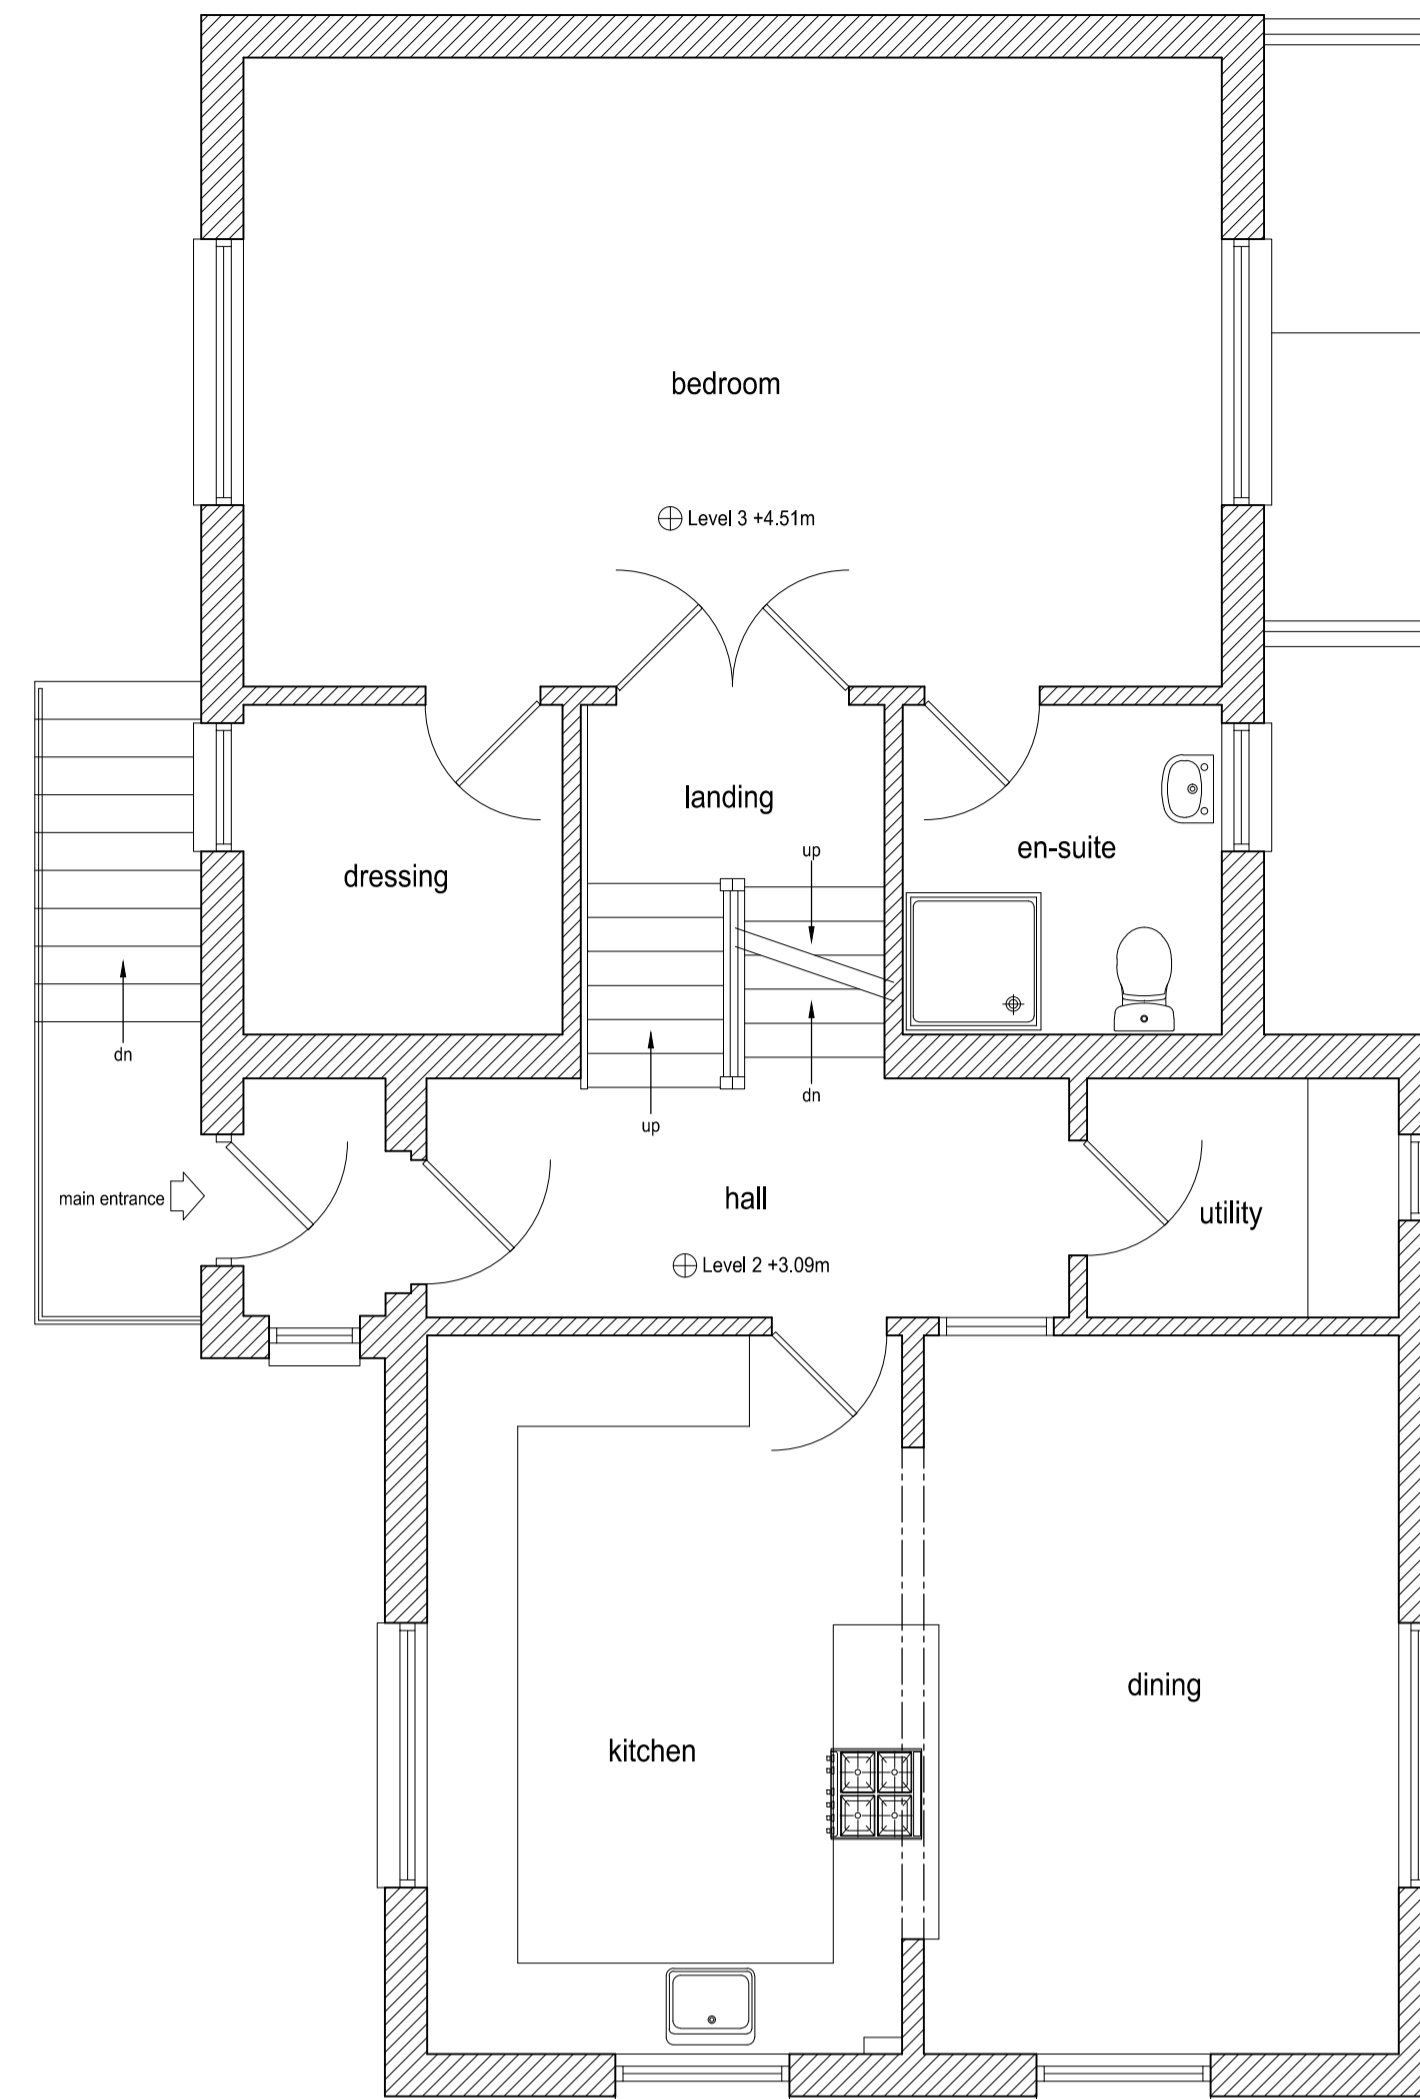 bedroom
Level 3 +4.51m
landing
up
en-suite
dressing
dn
dn
up
main entrance
hall
utility
Level 2 +3.09m
dining
kitchen